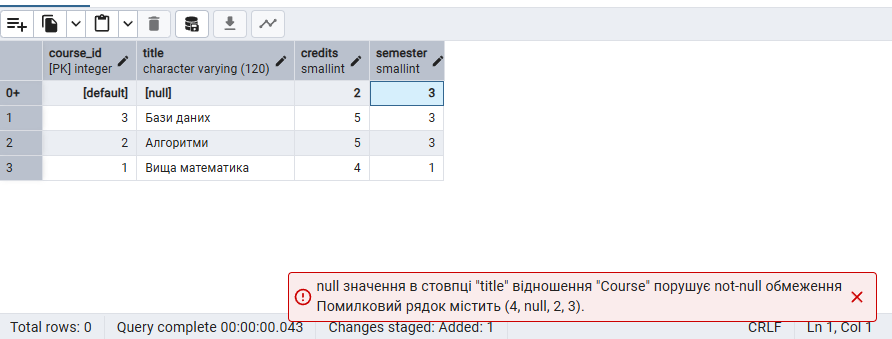 course_id title credits semester
[PK] integer character varying (120) smallint smallint
0+ [default] [null] 2 3
1 3 Бази даних 5 3
2 2 Алгоритми 5 3
3 1 Вища математика 4 1
null значення в стовпці "title" відношення "Course" порушує not-null обмеження
Помилковий рядок містить (4, null, 2, 3).
Total rows: 0 Query complete 00:00:00.043 Changes staged: Added: 1 CRLF Ln 1, Col 1